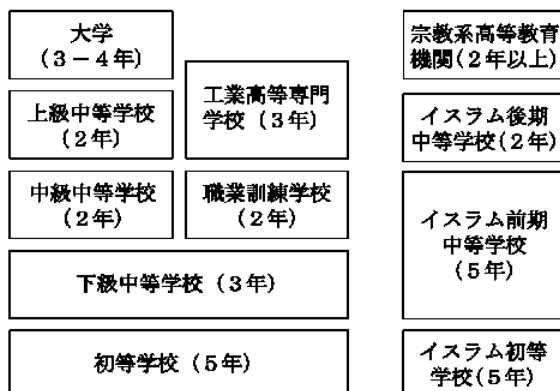 大学
(3－4年)
宗教系高等教育
機関(2年以上)
工業高等専門
学校(3年)
上級中等学校
(2年)
イスラム後期
中等学校(2年)
中級中等学校
(2年)
職業訓練学校
(2年)
イスラム前期
中等学校
(5年)
下級中等学校(3年)
初等学校(5年)
イスラム初等
学校(5年)